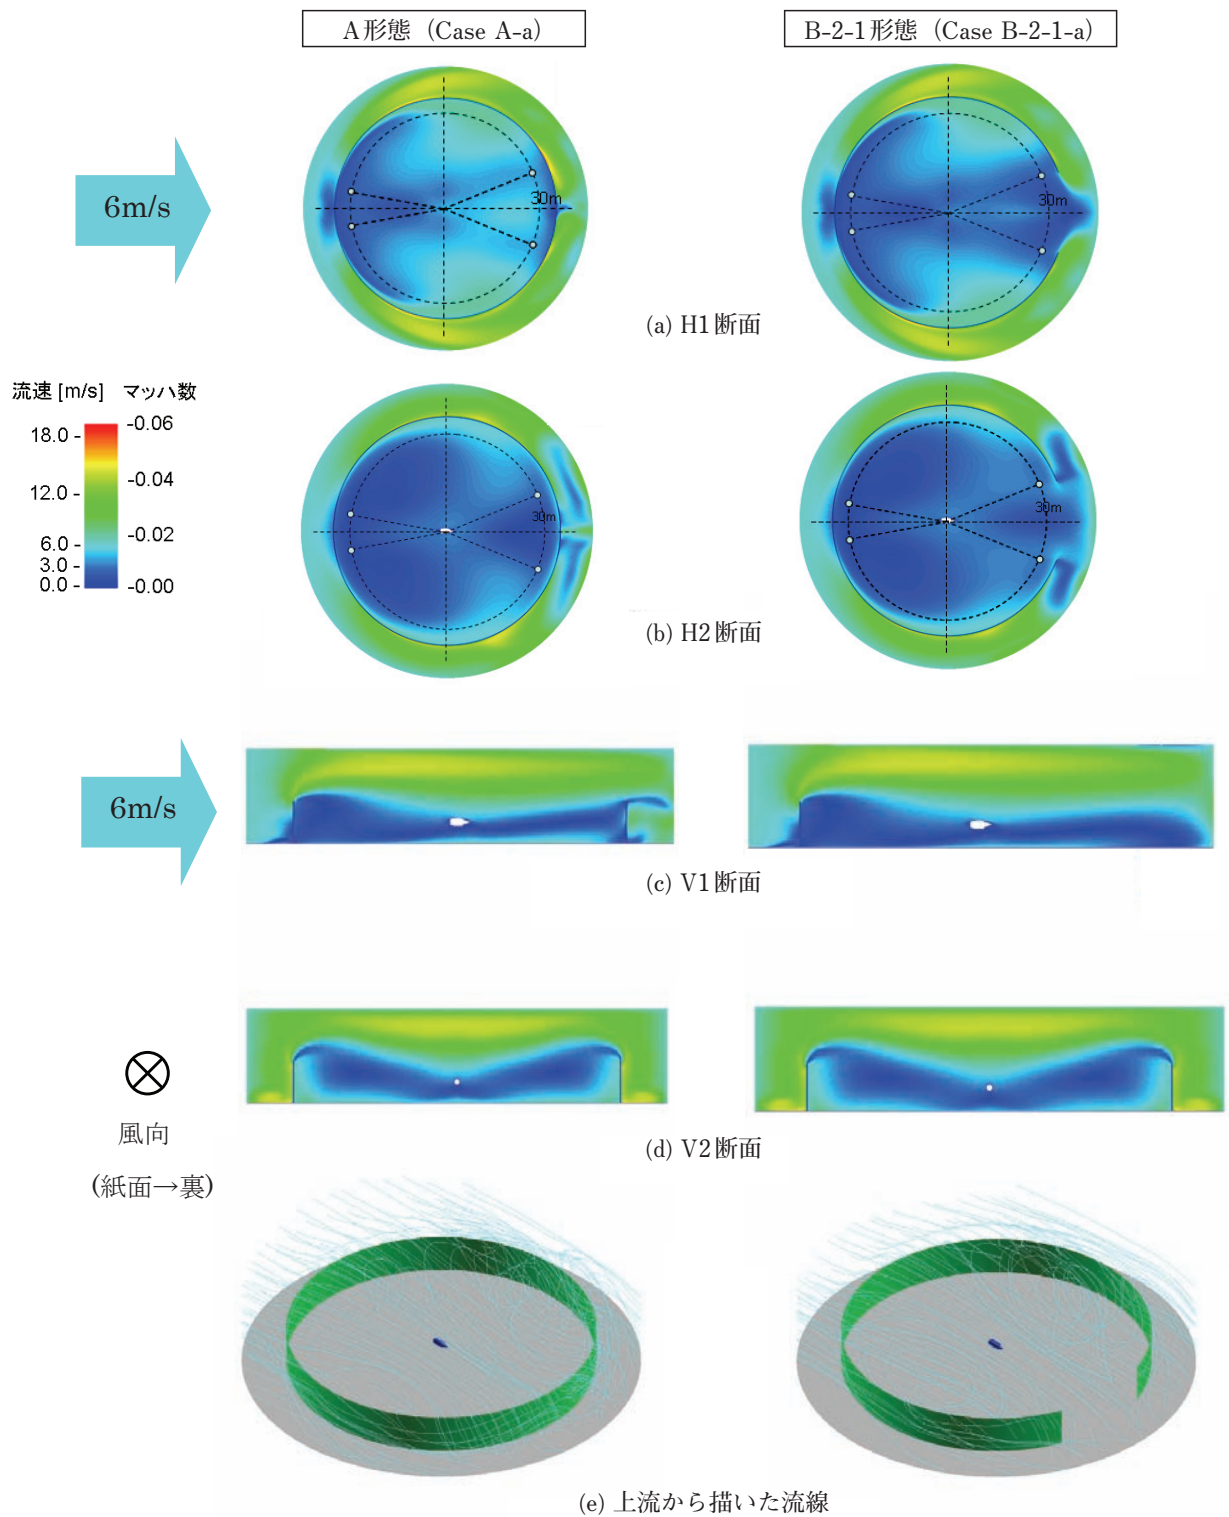 A形態（Case A-a）
B-2-1形態（Case B-2-1-a）
6m/s
30m
30m
(a) H1断面
流速 [m/s] マッハ数
18.0 -
12.0 -
6.0 -
3.0 -
0.0 -
-0.06
-0.04
-0.02
-0.00
30m
30m
(b) H2断面
6m/s
(c) V1断面
風向
(紙面→裏)
(d) V2断面
(e) 上流から描いた流線